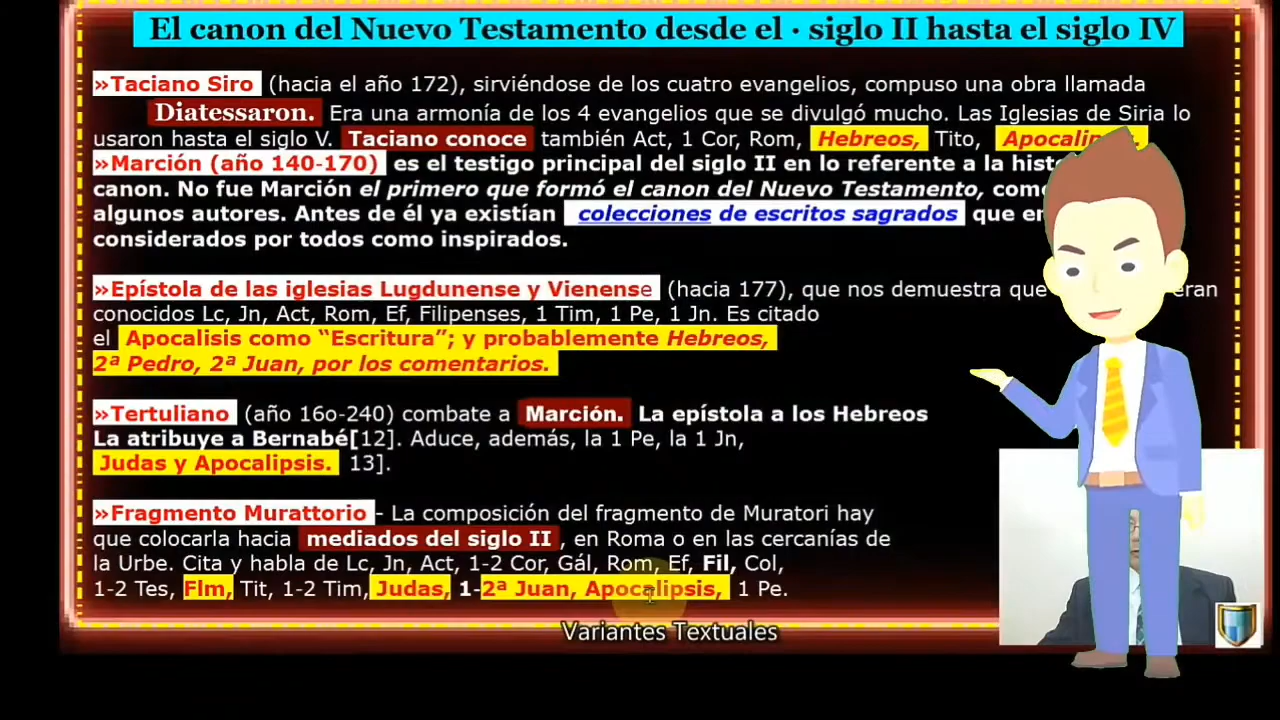 El canon del Nuevo Testamento desde el · siglo II hasta el siglo IV
»Taciano Siro (hacia el año 172), sirviéndose de los cuatro evangelios, compuso una obra llamada
Diatessaron. Era una armonía de los 4 evangelios que se divulgó mucho. Las Iglesias de Siria lo
usaron hasta el siglo V. Taciano conoce también Act, 1 Cor, Rom, Hebreos, Tito,
»Marción (año 140-170) es el testigo principal del siglo II en lo referente a la
canon. No fue Marción el primero que formó el canon del Nuevo Testamento,
algunos autores. Antes de él ya existían colecciones de escritos sagrados que
considerados por todos como inspirados.
»Epístola de las iglesias Lugdunense y Vienense (hacia 177), que nos demuestra que eran
conocidos Lc, Jn, Act, Rom, Ef, Filipenses, 1 Tim, 1 Pe, 1 Jn. Es citado
el Apocalisis como “Escritura”; y probablemente Hebreos,
2ª Pedro, 2ª Juan, por los comentarios.
»Tertuliano (año 16o-240) combate a Marción. La epístola a los Hebreos
La atribuye a Bernabé[12]. Aduce, además, la 1 Pe, la 1 Jn,
Judas y Apocalipsis. 13].
»Fragmento Murattorio - La composición del fragmento de Muratori hay
que colocarla hacia mediados del siglo II , en Roma o en las cercanías de
la Urbe. Cita y habla de Lc, Jn, Act, 1-2 Cor, Gál, Rom, Ef, Fil, Col,
1-2 Tes, Flm, Tit, 1-2 Tim, Judas, 1-2ª Juan, Apocalipsis, 1 Pe.
Variantes Textuales